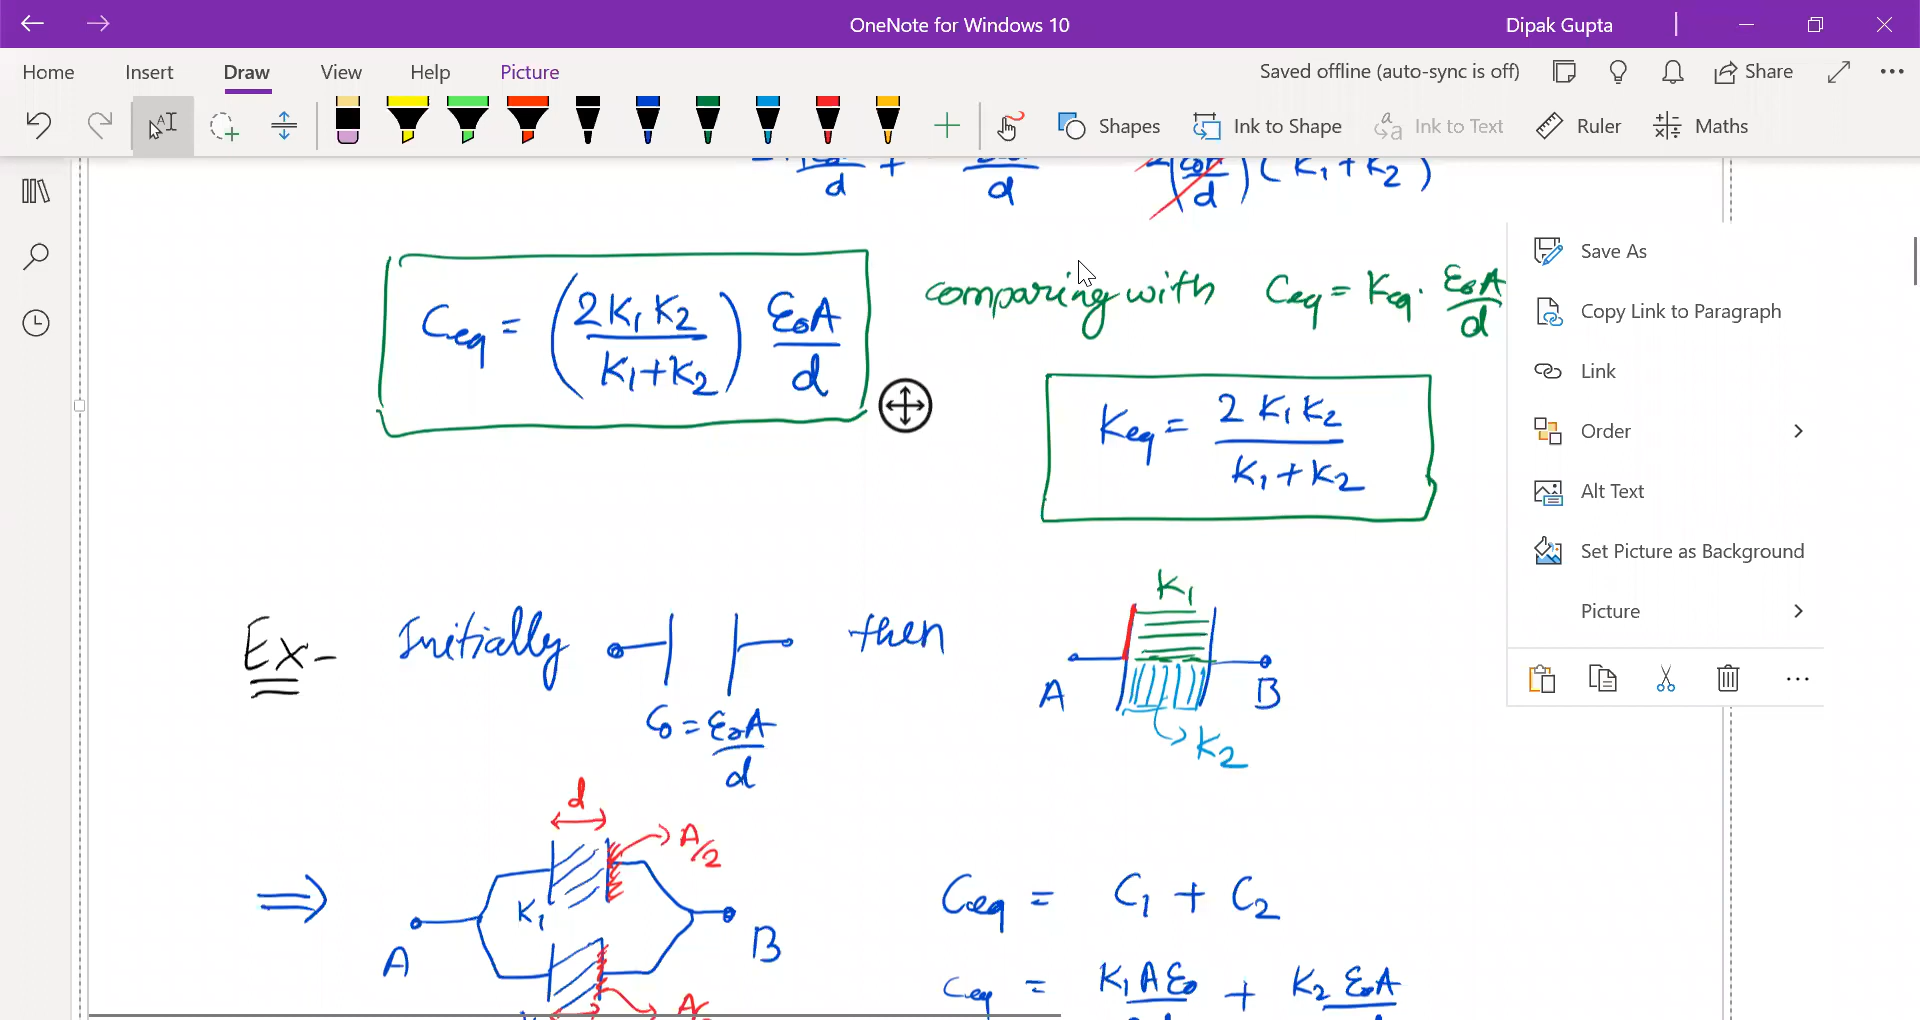 OneNote for Windows 10
Dipak Gupta
Home Insert Draw View Help Picture
Saved offline (auto-sync is off) Share
Shapes Ink to Shape Ink to Text Ruler Maths
d + d d ) ( K₁ + K₂ )
Ceq = (2K₁K₂ / K₁+K₂) ε₀A / d
comparing with Ceq = Keq · ε₀A / d
Keq = 2K₁K₂ / K₁+K₂
Save As
Copy Link to Paragraph
Link
Order
Alt Text
Set Picture as Background
Picture
Ex- Initially then
K₁
A B
K₂
C₀ = ε₀A / d
d
A/2
K₁
A B
Ceq = C₁ + C₂
Ceq = K₁Aε₀ + K₂ε₀A